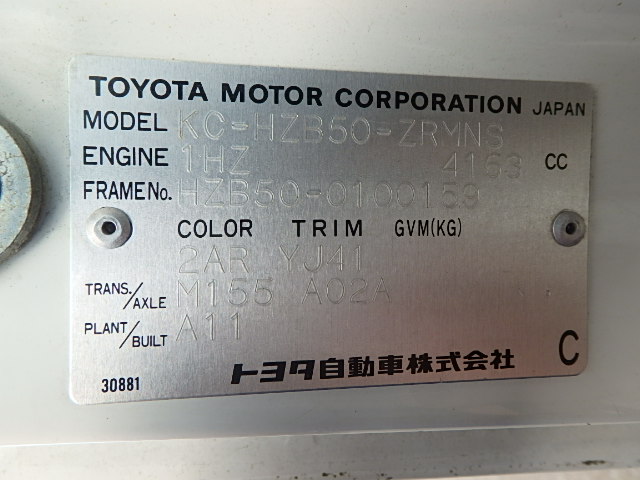 TOYOTA MOTOR CORPORATION JAPAN
MODEL KC-HZB50-ZRMNS
ENGINE 1HZ 4163 CC
FRAME No. HZB50-0100159
COLOR TRIM GVM(KG)
2AR YJ41
TRANS./AXLE M155 A02A
PLANT/BUILT A11
トヨタ自動車株式会社 C
30881